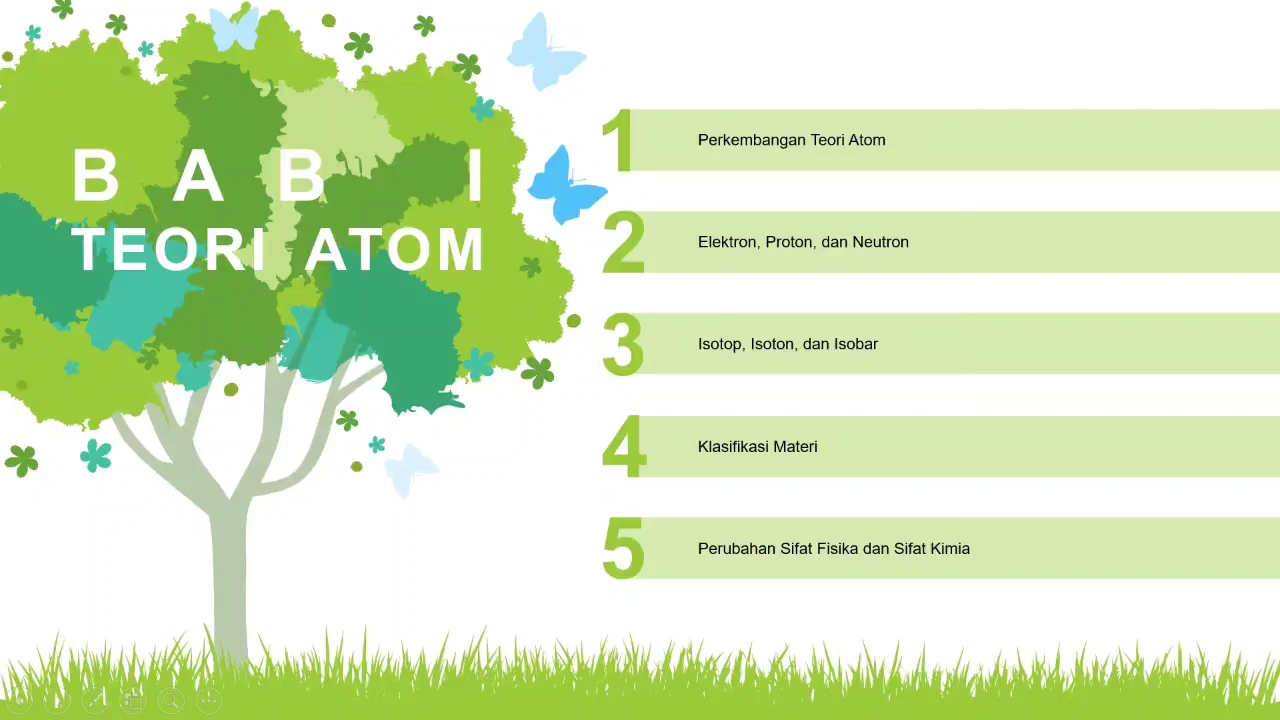 BAB I
TEORI ATOM
1 Perkembangan Teori Atom
2 Elektron, Proton, dan Neutron
3 Isotop, Isoton, dan Isobar
4 Klasifikasi Materi
5 Perubahan Sifat Fisika dan Sifat Kimia